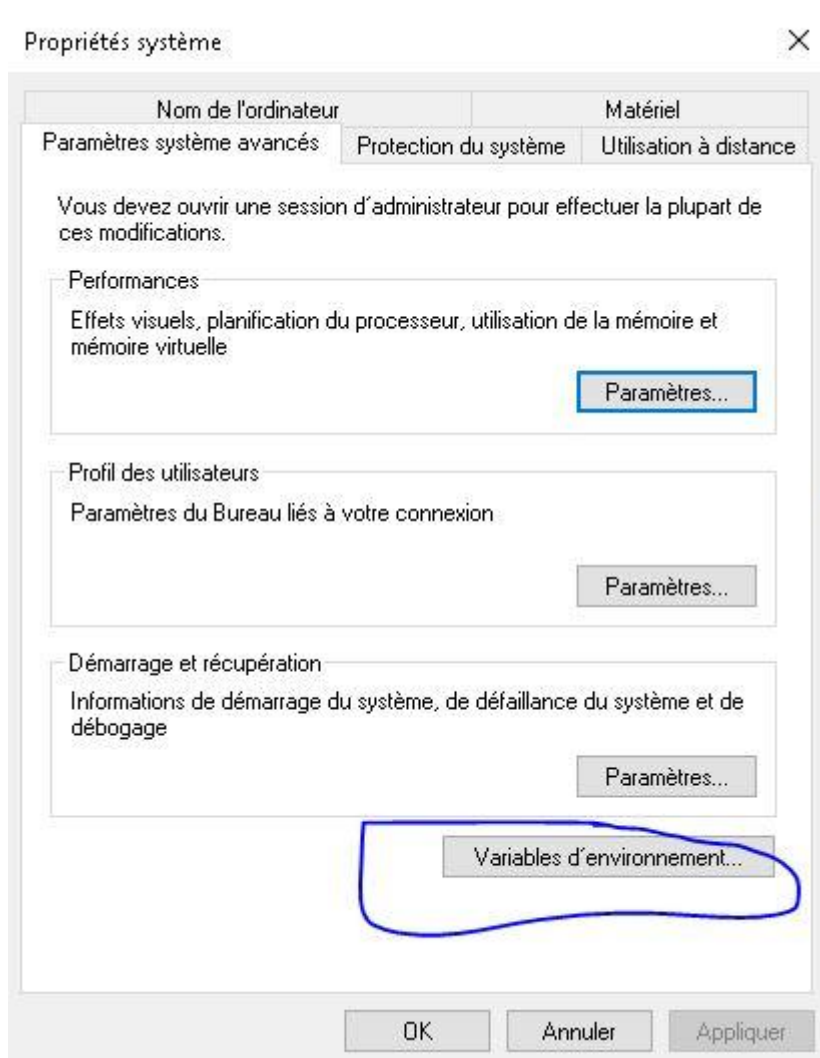 Propriétés système
Nom de l'ordinateur
Matériel
Paramètres système avancés
Protection du système
Utilisation à distance
Vous devez ouvrir une session d´administrateur pour effectuer la plupart de
ces modifications.
Performances
Effets visuels, planification du processeur, utilisation de la mémoire et
mémoire virtuelle
Paramètres...
Profil des utilisateurs
Paramètres du Bureau liés à votre connexion
Paramètres...
Démarrage et récupération
Informations de démarrage du système, de défaillance du système et de
débogage
Paramètres...
Variables d´environnement...
OK
Annuler
Appliquer